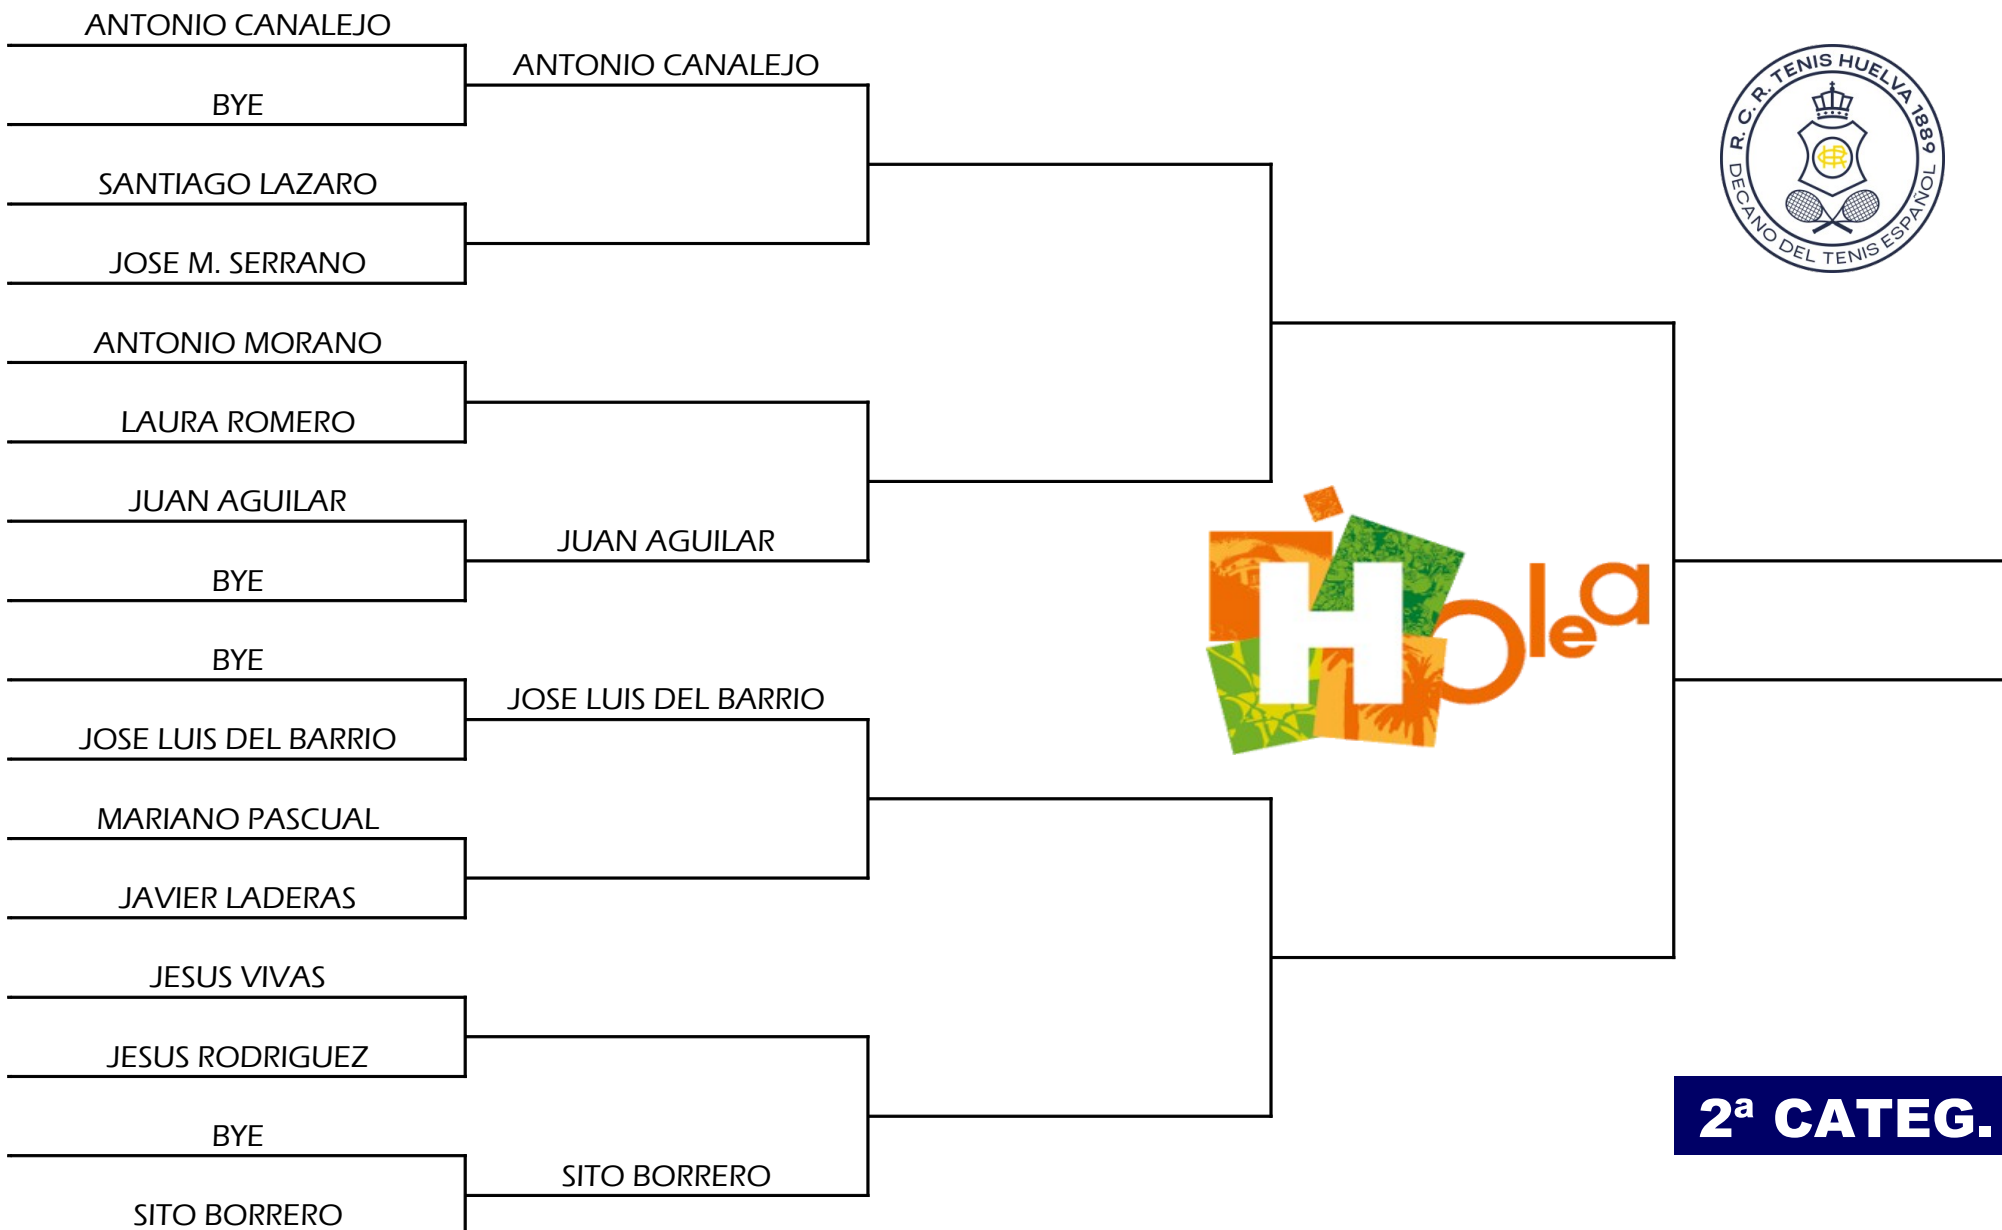 ANTONIO CANALEJO
ANTONIO CANALEJO
BYE
SANTIAGO LAZARO
JOSE M. SERRANO
ANTONIO MORANO
LAURA ROMERO
JUAN AGUILAR
JUAN AGUILAR
BYE
BYE
JOSE LUIS DEL BARRIO
JOSE LUIS DEL BARRIO
MARIANO PASCUAL
JAVIER LADERAS
JESUS VIVAS
JESUS RODRIGUEZ
BYE
SITO BORRERO
SITO BORRERO
R. C. R. TENIS HUELVA 1889
DECANO DEL TENIS ESPAÑOL
Holea
2ª CATEG.